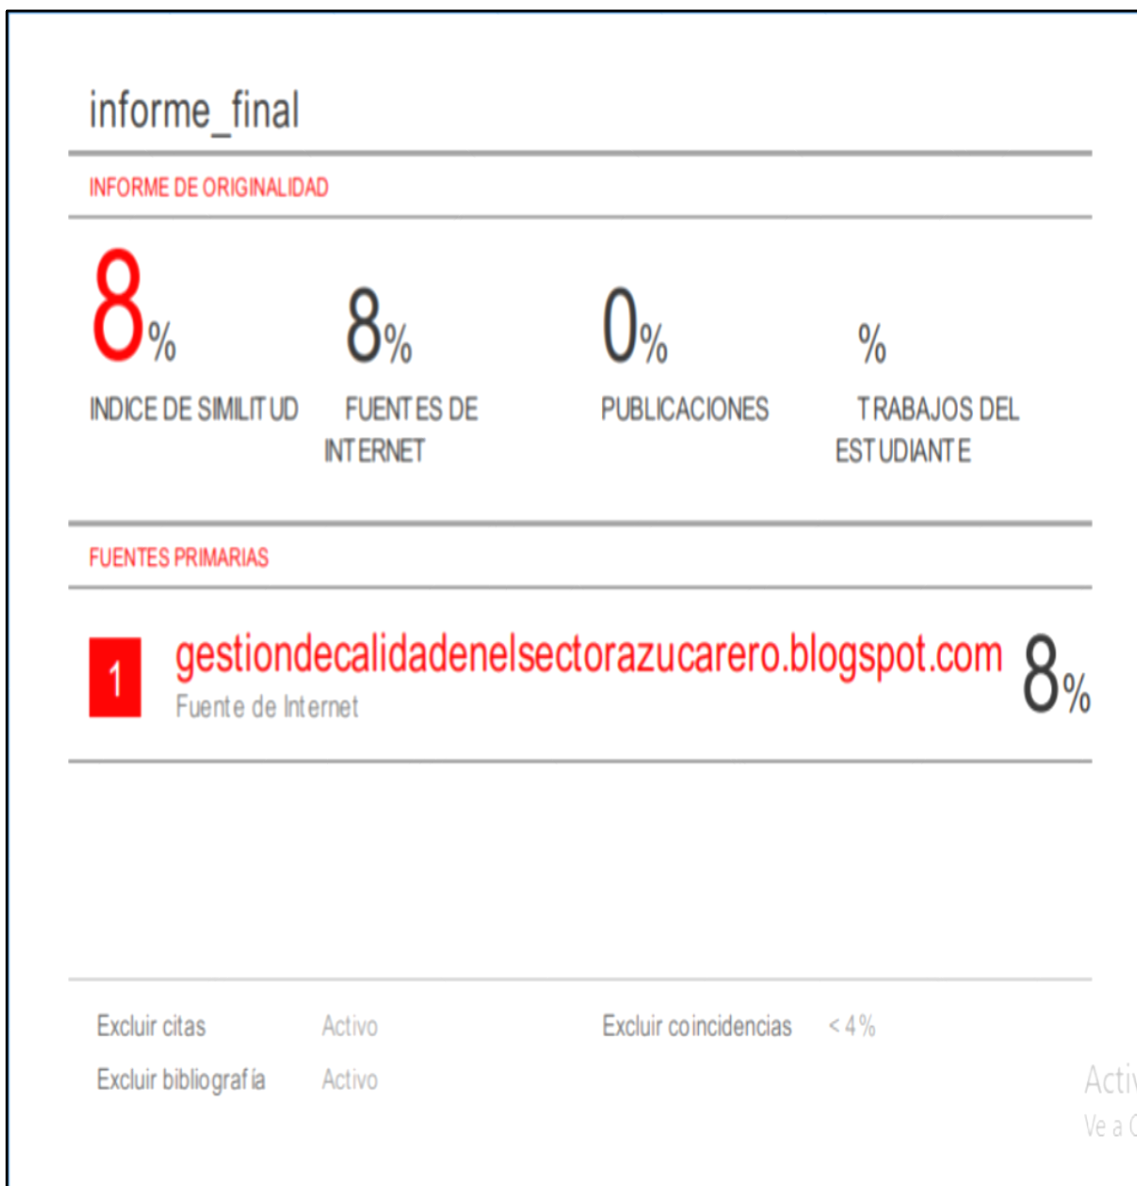 informe_final
INFORME DE ORIGINALIDAD
8%
8%
0%
%
INDICE DE SIMILITUD
FUENTES DE
INTERNET
PUBLICACIONES
TRABAJOS DEL
ESTUDIANTE
FUENTES PRIMARIAS
1
gestiondecalidadenelsectorazucarero.blogspot.com
8%
Fuente de Internet
Excluir citas
Activo
Excluir coincidencias
< 4%
Excluir bibliografía
Activo
Ve a